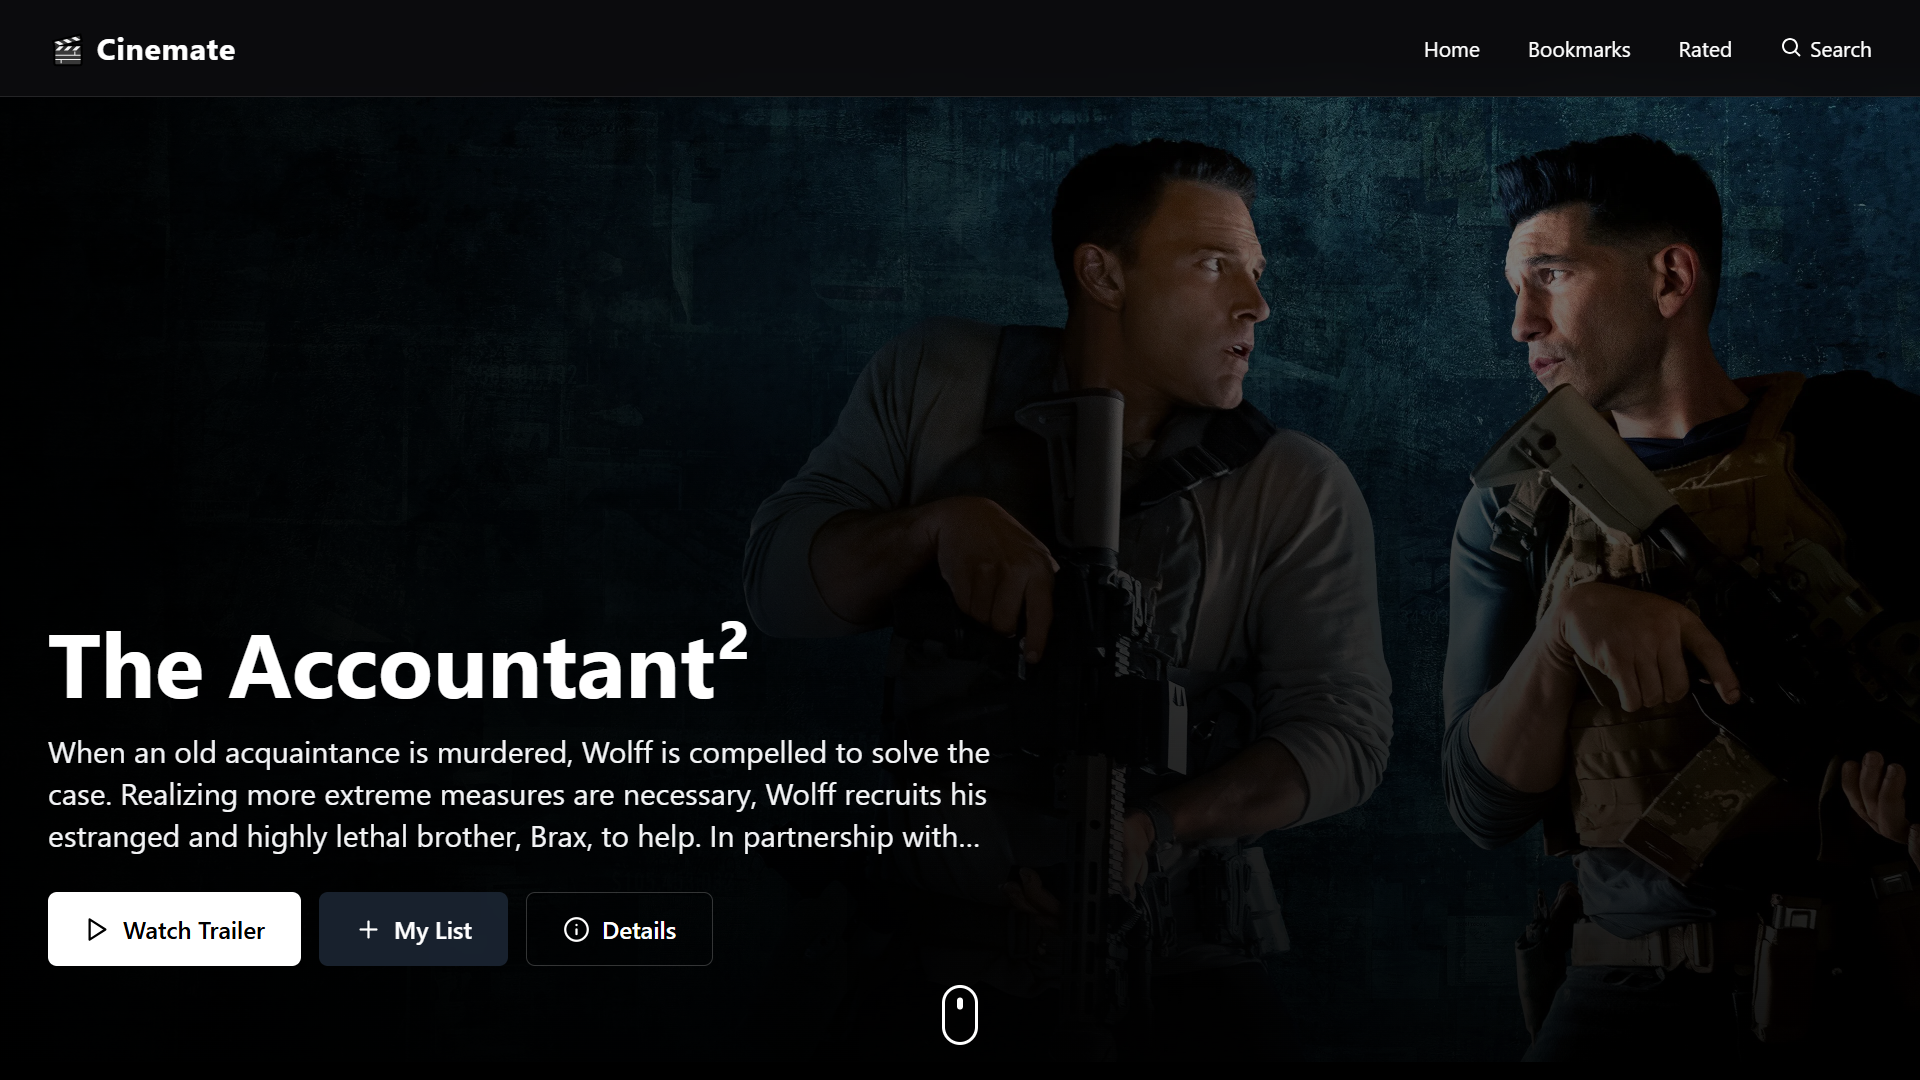 Cinemate
Home
Bookmarks
Rated
Search
The Accountant²
When an old acquaintance is murdered, Wolff is compelled to solve the
case. Realizing more extreme measures are necessary, Wolff recruits his
estranged and highly lethal brother, Brax, to help. In partnership with...
Watch Trailer
My List
Details